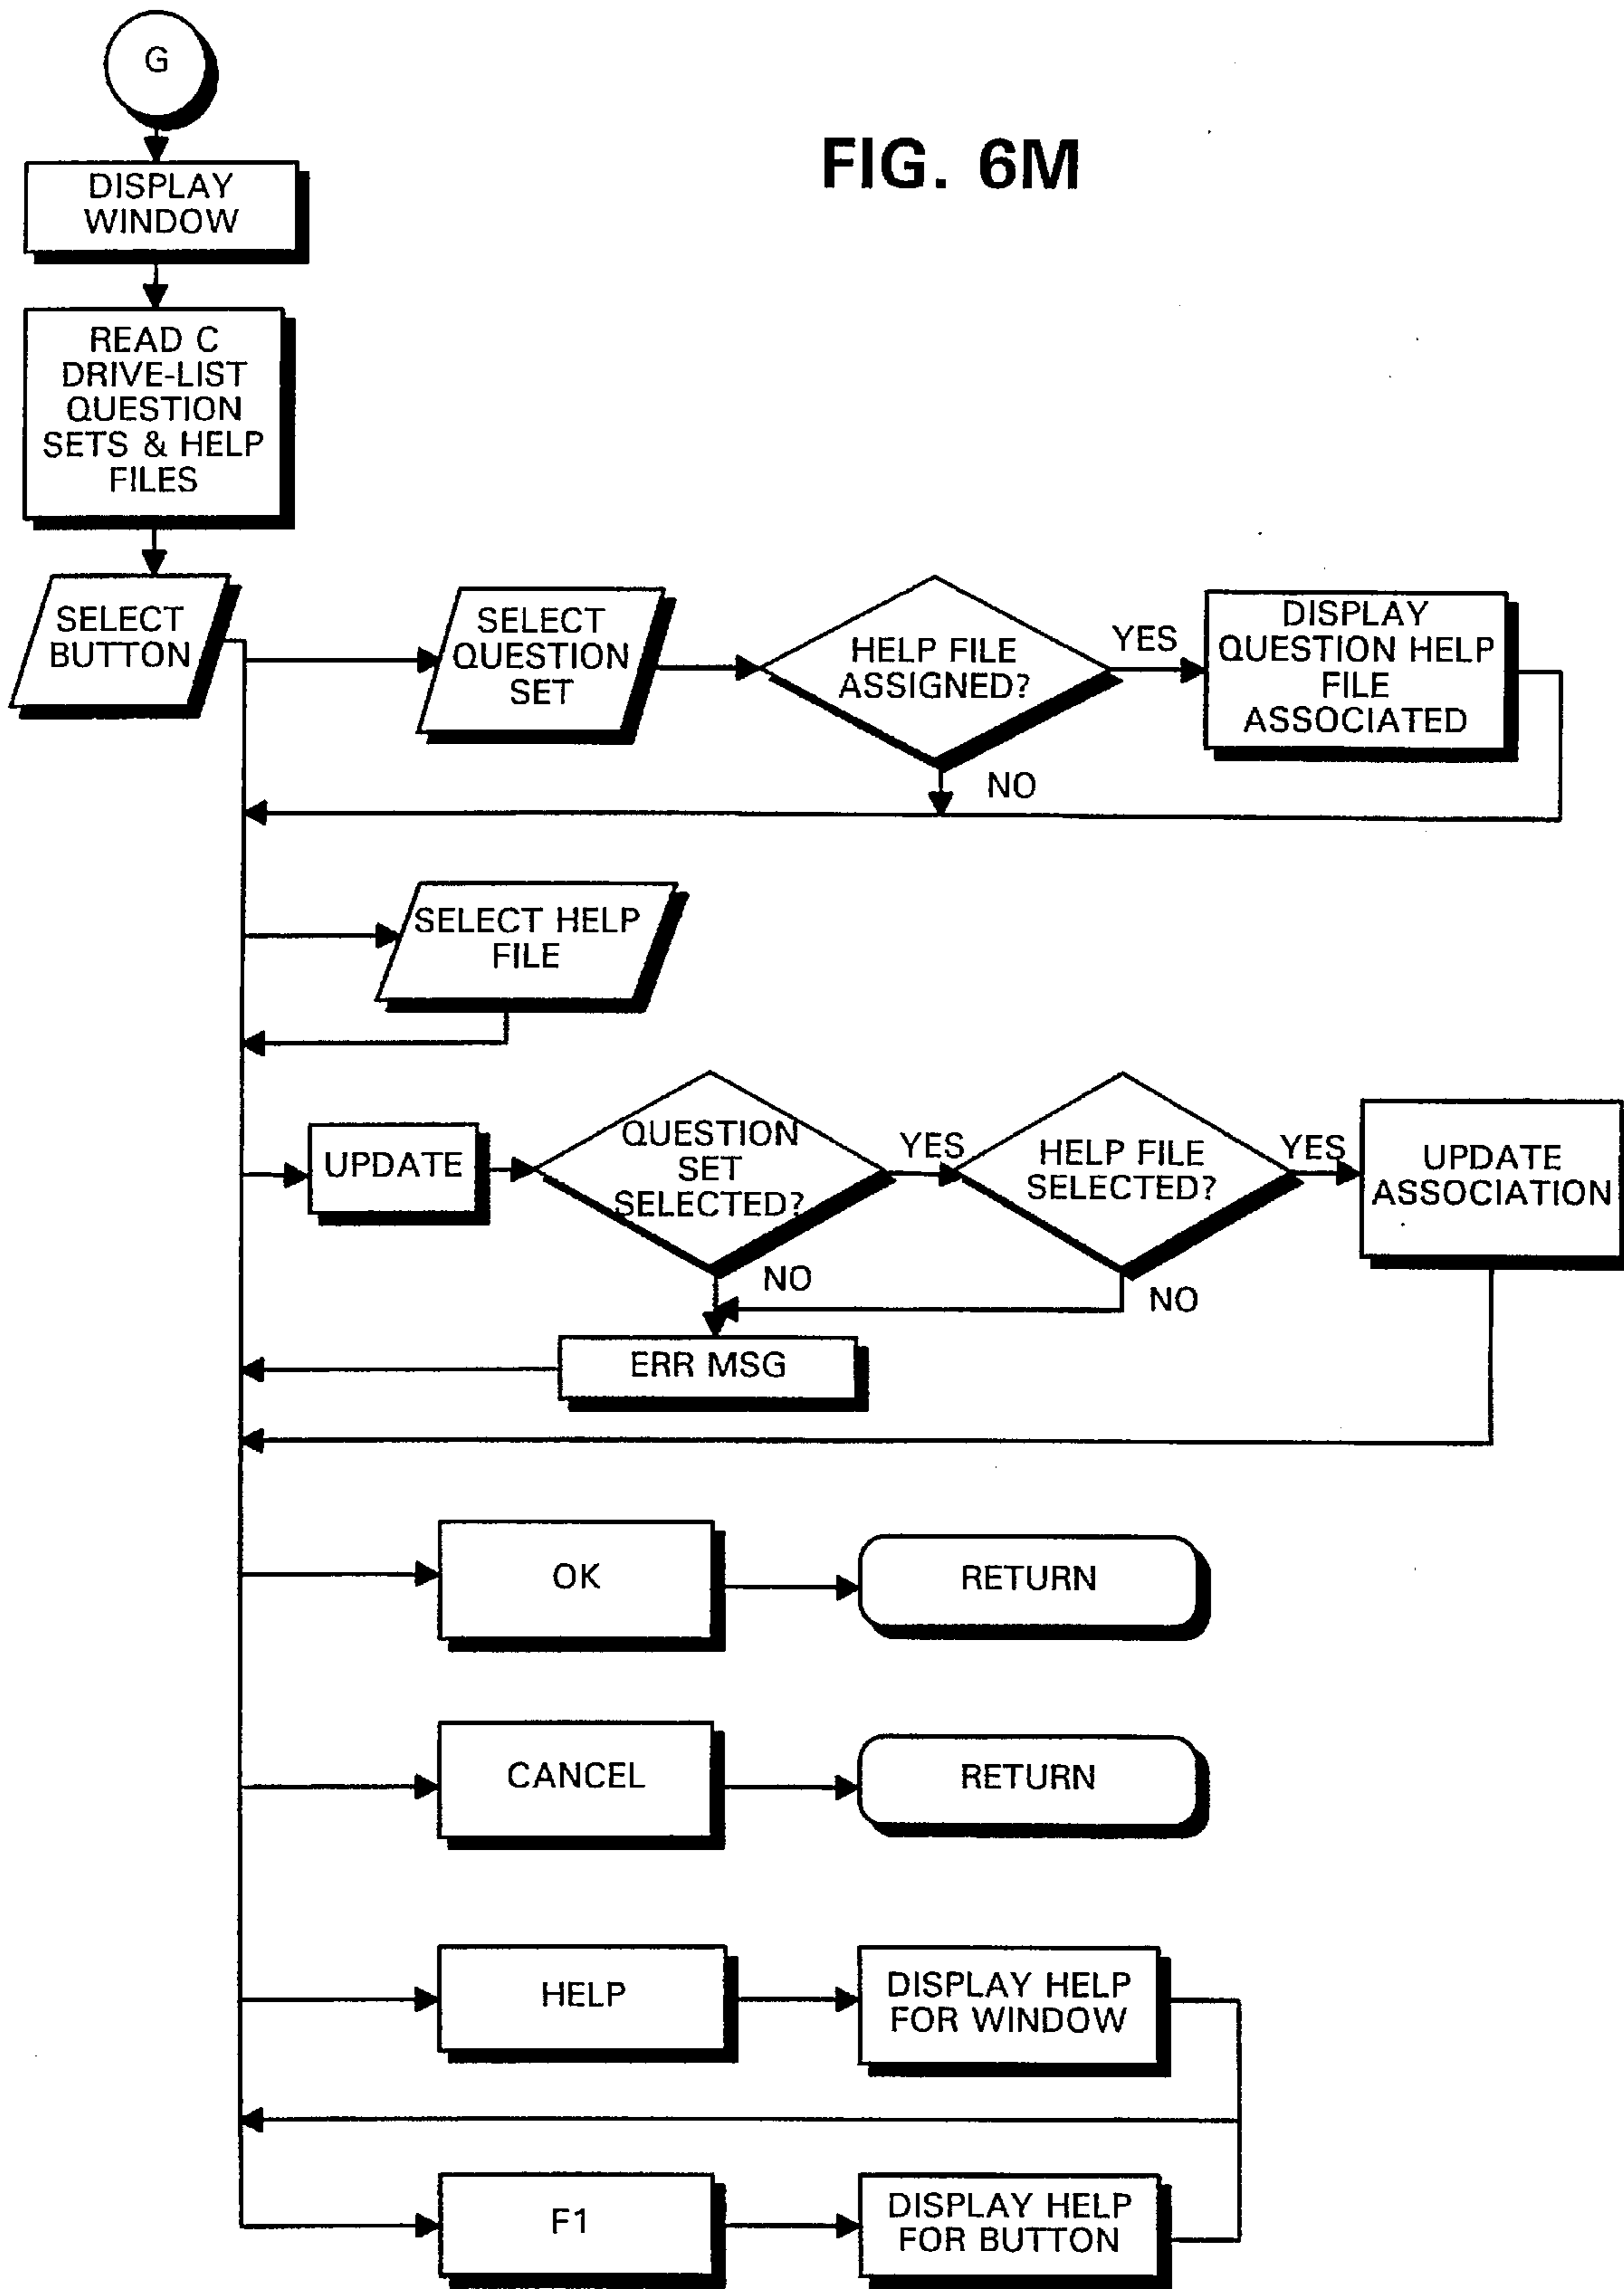 G
FIG. 6M
DISPLAY
WINDOW
READ C
DRIVE-LIST
QUESTION
SETS & HELP
FILES
SELECT
BUTTON
SELECT
QUESTION
SET
HELP FILE
ASSIGNED?
YES
DISPLAY
QUESTION HELP
FILE
ASSOCIATED
NO
SELECT HELP
FILE
UPDATE
QUESTION
SET
SELECTED?
YES
HELP FILE
SELECTED?
YES
UPDATE
ASSOCIATION
NO
NO
ERR MSG
OK
RETURN
CANCEL
RETURN
HELP
DISPLAY HELP
FOR WINDOW
F1
DISPLAY HELP
FOR BUTTON